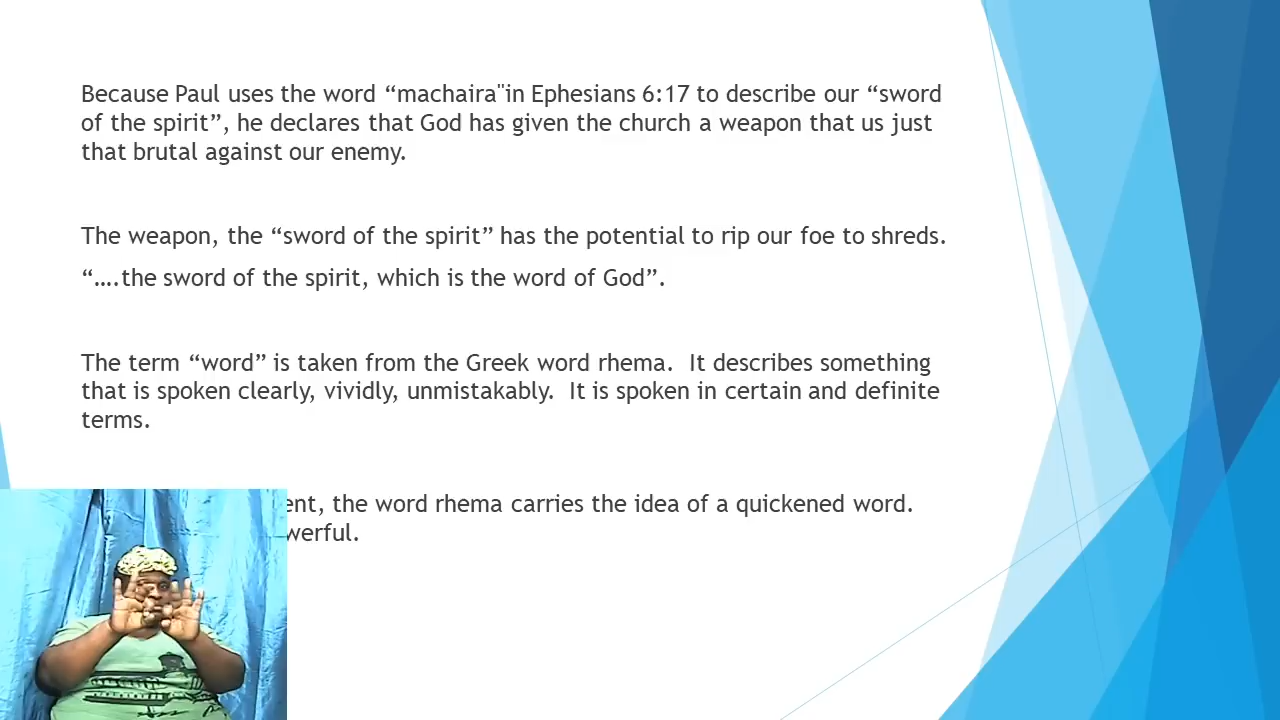 Because Paul uses the word “machaira"in Ephesians 6:17 to describe our “sword
of the spirit”, he declares that God has given the church a weapon that us just
that brutal against our enemy.
The weapon, the “sword of the spirit” has the potential to rip our foe to shreds.
“….the sword of the spirit, which is the word of God”.
The term “word” is taken from the Greek word rhema.  It describes something
that is spoken clearly, vividly, unmistakably.  It is spoken in certain and definite
terms.
ent, the word rhema carries the idea of a quickened word.
werful.